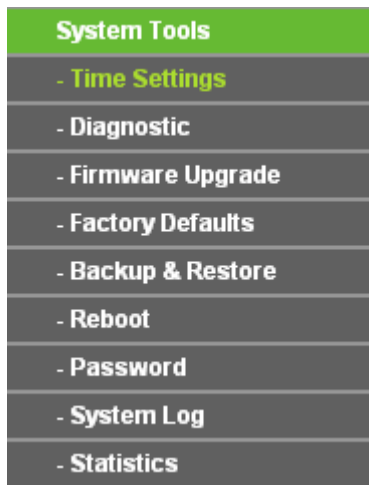 System Tools
- Time Settings
- Diagnostic
- Firmware Upgrade
- Factory Defaults
- Backup & Restore
- Reboot
- Password
- System Log
- Statistics